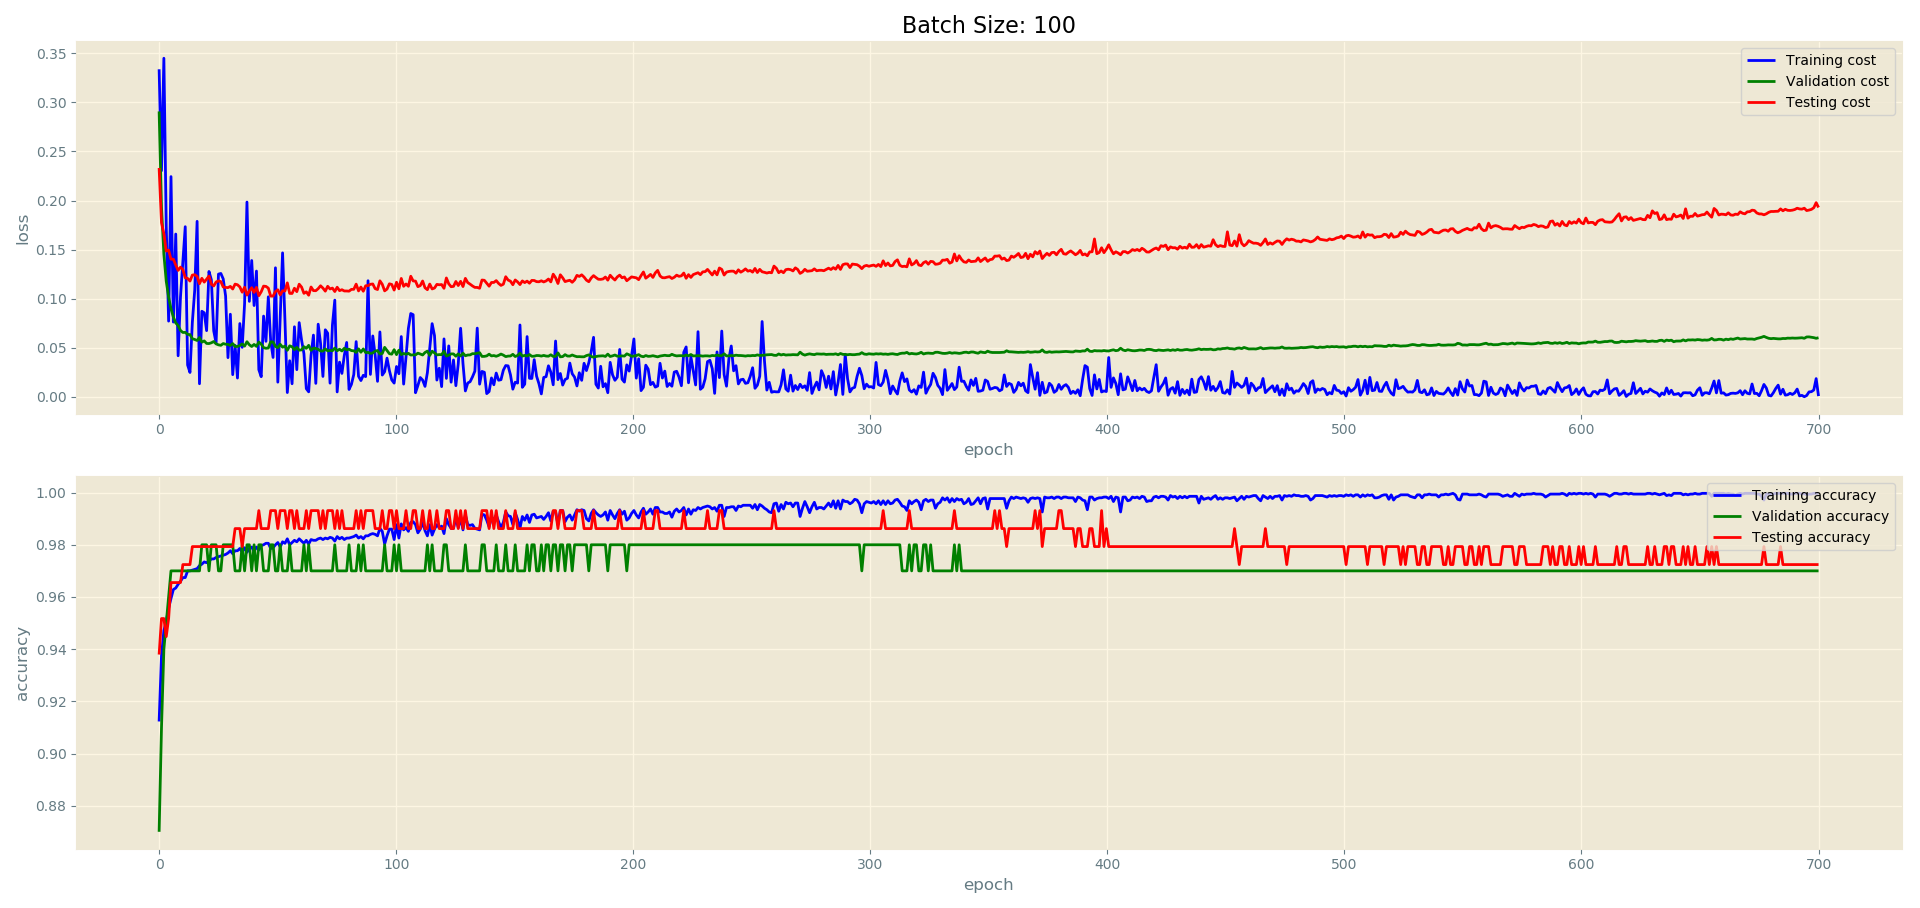 Batch Size: 100
0.35
0.30
0.25
0.20
0.15
0.10
0.05
0.00
loss
Training cost
Validation cost
Testing cost
0 100 200 300 400 500 600 700
epoch
1.00
0.98
0.96
0.94
0.92
0.90
0.88
accuracy
Training accuracy
Validation accuracy
Testing accuracy
0 100 200 300 400 500 600 700
epoch